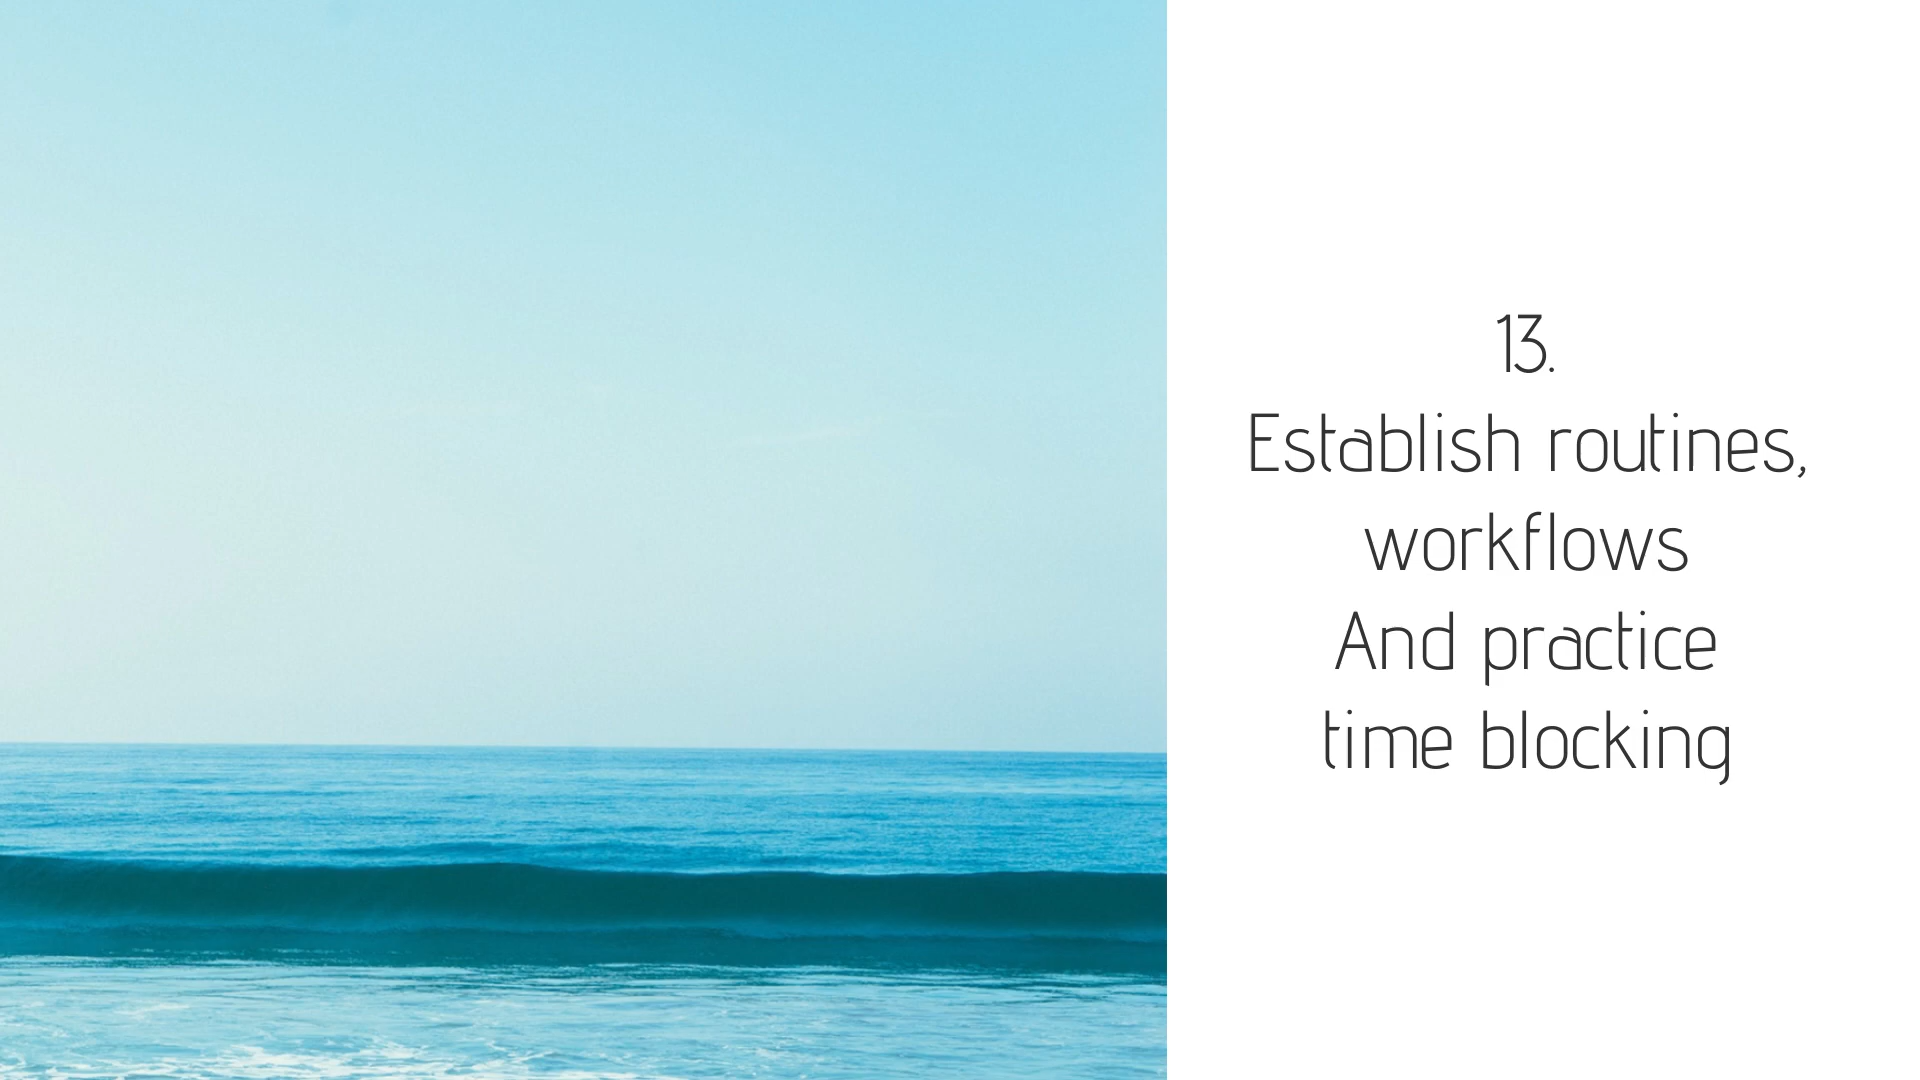 13.
Establish routines,
workflows
And practice
time blocking